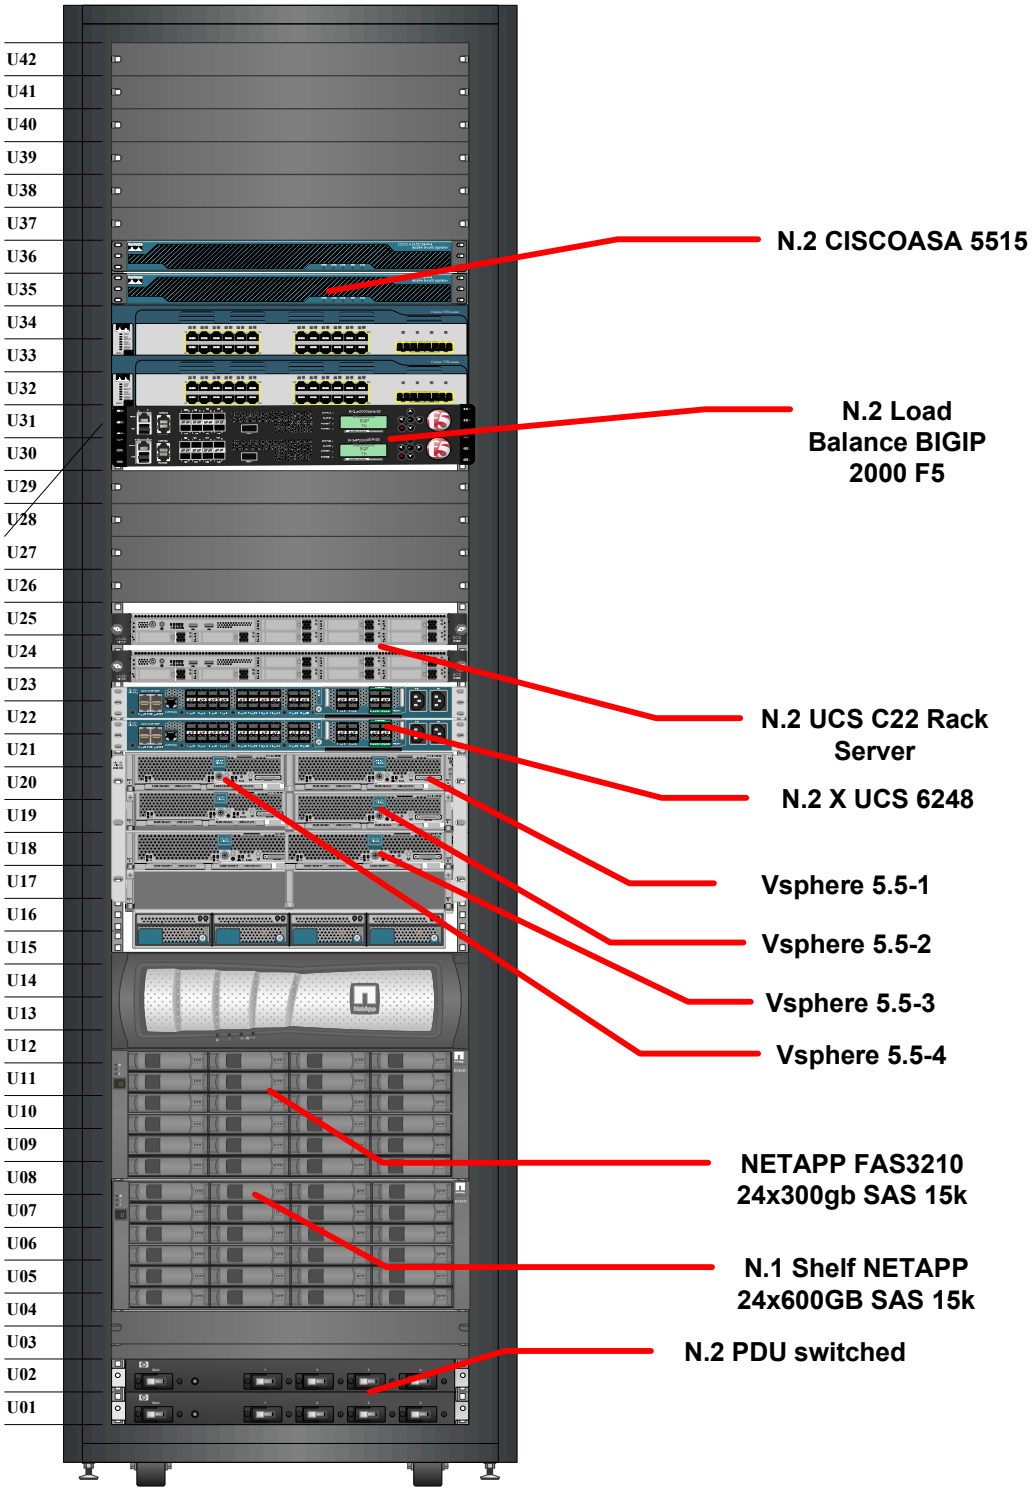 U42
U41
U40
U39
U38
U37
U36
U35
U34
U33
U32
U31
U30
U29
U28
U27
U26
U25
U24
U23
U22
U21
U20
U19
U18
U17
U16
U15
U14
U13
U12
U11
U10
U09
U08
U07
U06
U05
U04
U03
U02
U01
N.2 CISCOASA 5515
N.2 Load
Balance BIGIP
2000 F5
N.2 UCS C22 Rack
Server
N.2 X UCS 6248
Vsphere 5.5-1
Vsphere 5.5-2
Vsphere 5.5-3
Vsphere 5.5-4
NETAPP FAS3210
24x300gb SAS 15k
N.1 Shelf NETAPP
24x600GB SAS 15k
N.2 PDU switched
NetApp